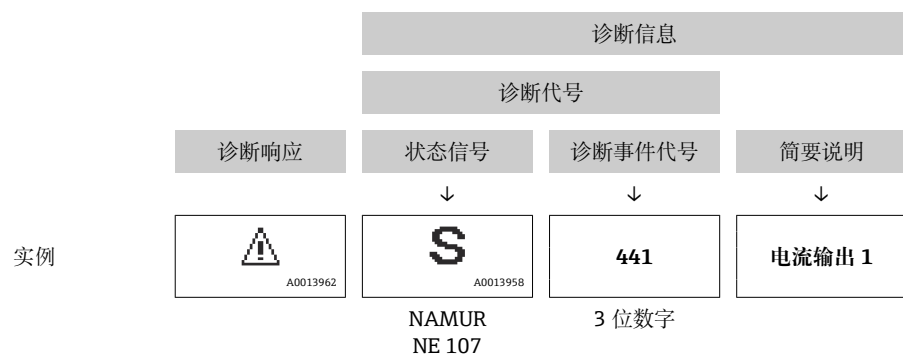 诊断信息
诊断代号
诊断响应 状态信号 诊断事件代号 简要说明
↓ ↓ ↓
实例 S 441 电流输出 1
A0013962 A0013958
NAMUR 3 位数字
NE 107